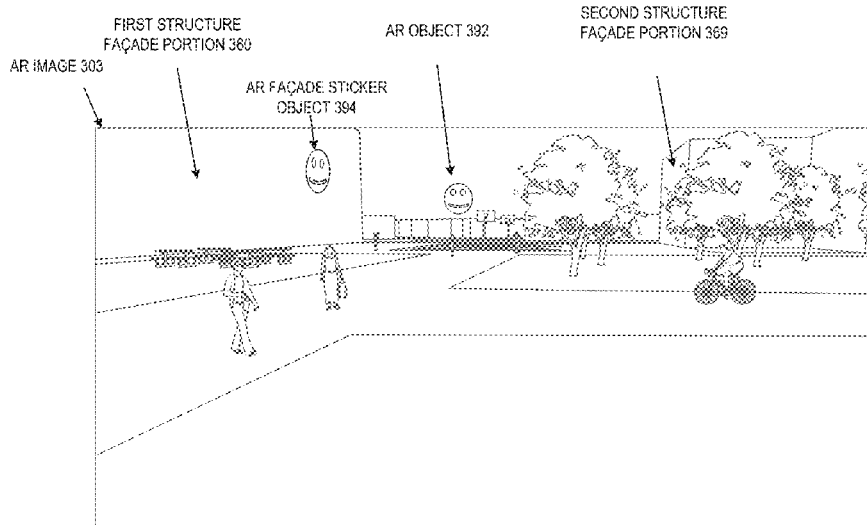 FIRST STRUCTURE
FAÇADE PORTION 360
AR IMAGE 303
AR FAÇADE STICKER
OBJECT 394
AR OBJECT 392
SECOND STRUCTURE
FAÇADE PORTION 369